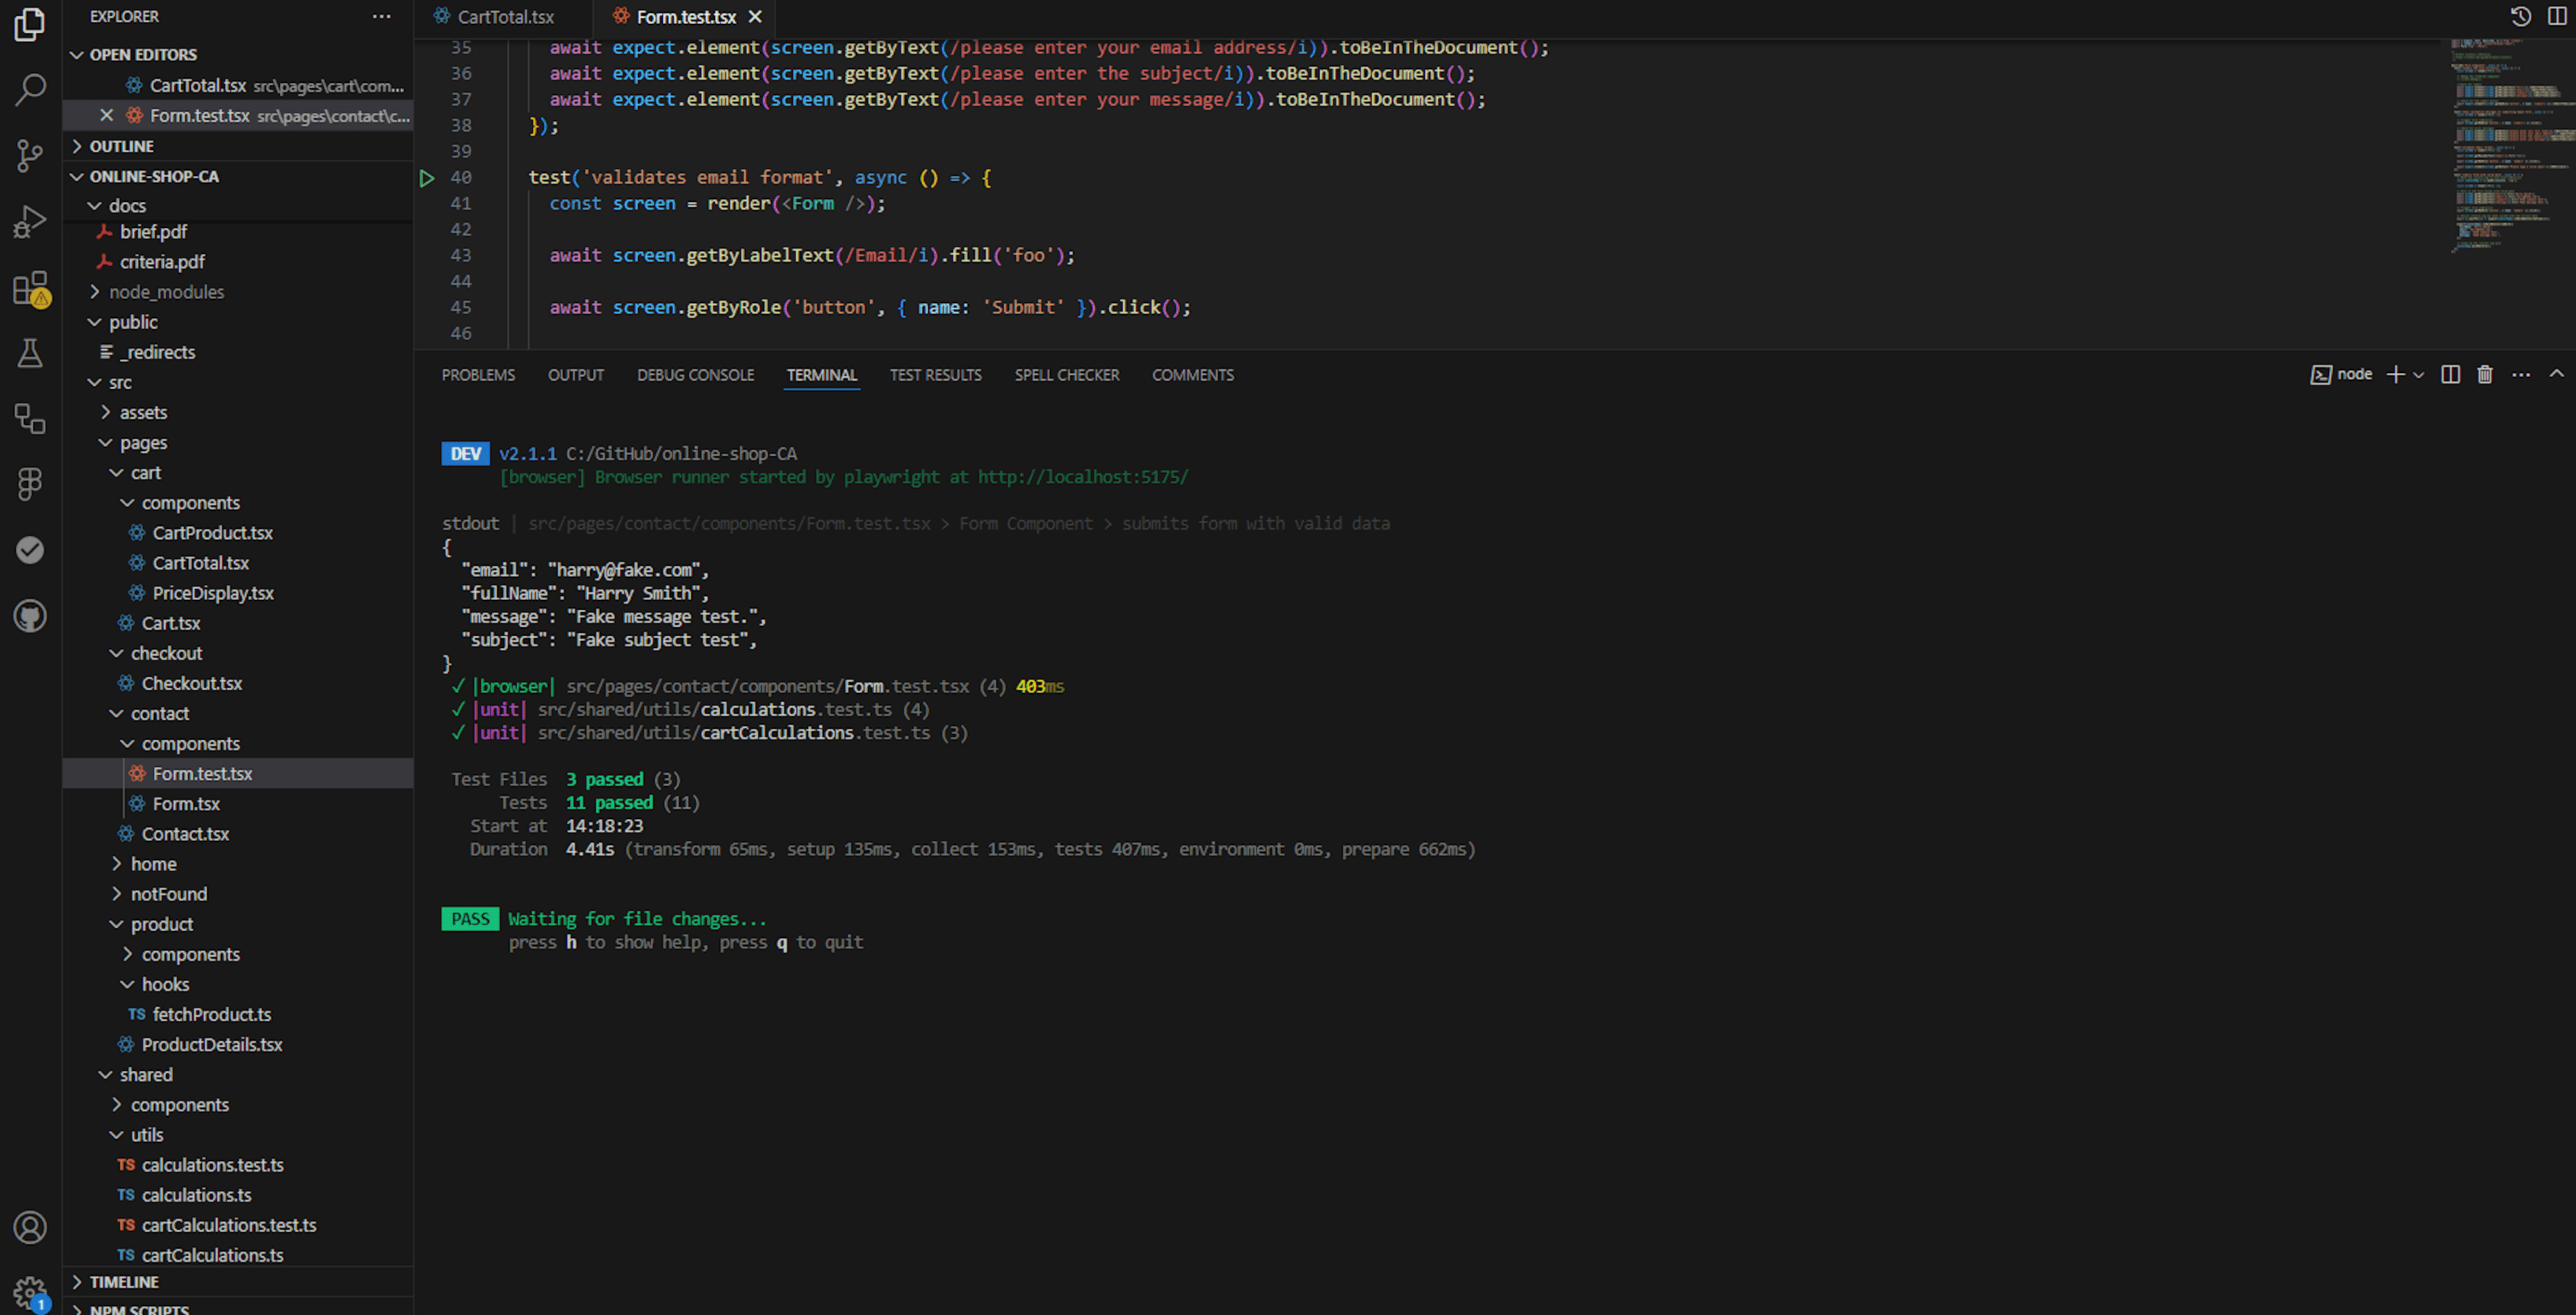 EXPLORER
OPEN EDITORS
CartTotal.tsx src\pages\cart\com...
Form.test.tsx src\pages\contact\c...
OUTLINE
ONLINE-SHOP-CA
docs
brief.pdf
criteria.pdf
node_modules
public
_redirects
src
assets
pages
cart
components
CartProduct.tsx
CartTotal.tsx
PriceDisplay.tsx
Cart.tsx
checkout
Checkout.tsx
contact
components
Form.test.tsx
Form.tsx
Contact.tsx
home
notFound
product
components
hooks
TS fetchProduct.ts
ProductDetails.tsx
shared
components
utils
TS calculations.test.ts
TS calculations.ts
TS cartCalculations.test.ts
TS cartCalculations.ts
TIMELINE
NPM SCRIPTS
1
CartTotal.tsx
Form.test.tsx
35 await expect.element(screen.getByText(/please enter your email address/i)).toBeInTheDocument();
36 await expect.element(screen.getByText(/please enter the subject/i)).toBeInTheDocument();
37 await expect.element(screen.getByText(/please enter your message/i)).toBeInTheDocument();
38 });
39
40 test('validates email format', async () => {
41 const screen = render(<Form />);
42
43 await screen.getByLabelText(/Email/i).fill('foo');
44
45 await screen.getByRole('button', { name: 'Submit' }).click();
46
PROBLEMS OUTPUT DEBUG CONSOLE TERMINAL TEST RESULTS SPELL CHECKER COMMENTS
node
DEV v2.1.1 C:/GitHub/online-shop-CA
[browser] Browser runner started by playwright at http://localhost:5175/
stdout | src/pages/contact/components/Form.test.tsx > Form Component > submits form with valid data
{
"email": "harry@fake.com",
"fullName": "Harry Smith",
"message": "Fake message test.",
"subject": "Fake subject test",
}
✓ |browser| src/pages/contact/components/Form.test.tsx (4) 403ms
✓ |unit| src/shared/utils/calculations.test.ts (4)
✓ |unit| src/shared/utils/cartCalculations.test.ts (3)
Test Files 3 passed (3)
Tests 11 passed (11)
Start at 14:18:23
Duration 4.41s (transform 65ms, setup 135ms, collect 153ms, tests 407ms, environment 0ms, prepare 662ms)
PASS Waiting for file changes...
press h to show help, press q to quit